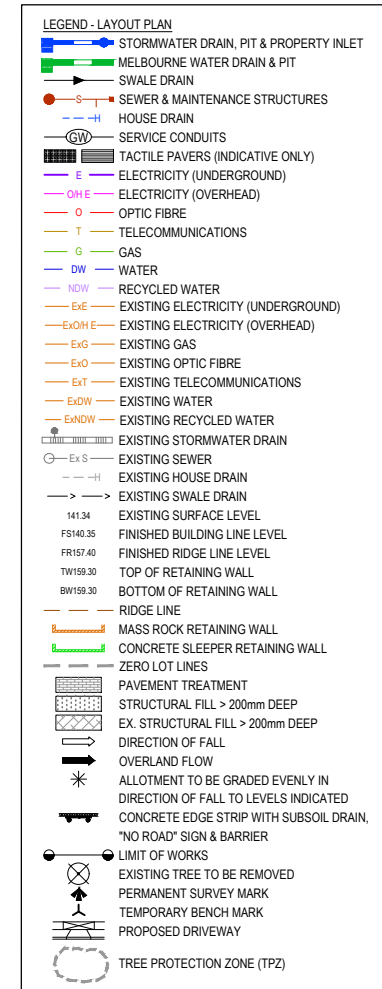 LEGEND - LAYOUT PLAN
STORMWATER DRAIN, PIT & PROPERTY INLET
MELBOURNE WATER DRAIN & PIT
SWALE DRAIN
S SEWER & MAINTENANCE STRUCTURES
H HOUSE DRAIN
GW SERVICE CONDUITS
TACTILE PAVERS (INDICATIVE ONLY)
E ELECTRICITY (UNDERGROUND)
O/H E ELECTRICITY (OVERHEAD)
O OPTIC FIBRE
T TELECOMMUNICATIONS
G GAS
DW WATER
NDW RECYCLED WATER
ExE EXISTING ELECTRICITY (UNDERGROUND)
ExO/H E EXISTING ELECTRICITY (OVERHEAD)
ExG EXISTING GAS
ExO EXISTING OPTIC FIBRE
ExT EXISTING TELECOMMUNICATIONS
ExDW EXISTING WATER
ExNDW EXISTING RECYCLED WATER
EXISTING STORMWATER DRAIN
Ex S EXISTING SEWER
H EXISTING HOUSE DRAIN
EXISTING SWALE DRAIN
141.34 EXISTING SURFACE LEVEL
FS140.35 FINISHED BUILDING LINE LEVEL
FR157.40 FINISHED RIDGE LINE LEVEL
TW159.30 TOP OF RETAINING WALL
BW159.30 BOTTOM OF RETAINING WALL
RIDGE LINE
MASS ROCK RETAINING WALL
CONCRETE SLEEPER RETAINING WALL
ZERO LOT LINES
PAVEMENT TREATMENT
STRUCTURAL FILL > 200mm DEEP
EX. STRUCTURAL FILL > 200mm DEEP
DIRECTION OF FALL
OVERLAND FLOW
ALLOTMENT TO BE GRADED EVENLY IN
DIRECTION OF FALL TO LEVELS INDICATED
CONCRETE EDGE STRIP WITH SUBSOIL DRAIN,
"NO ROAD" SIGN & BARRIER
LIMIT OF WORKS
EXISTING TREE TO BE REMOVED
PERMANENT SURVEY MARK
TEMPORARY BENCH MARK
PROPOSED DRIVEWAY
TREE PROTECTION ZONE (TPZ)